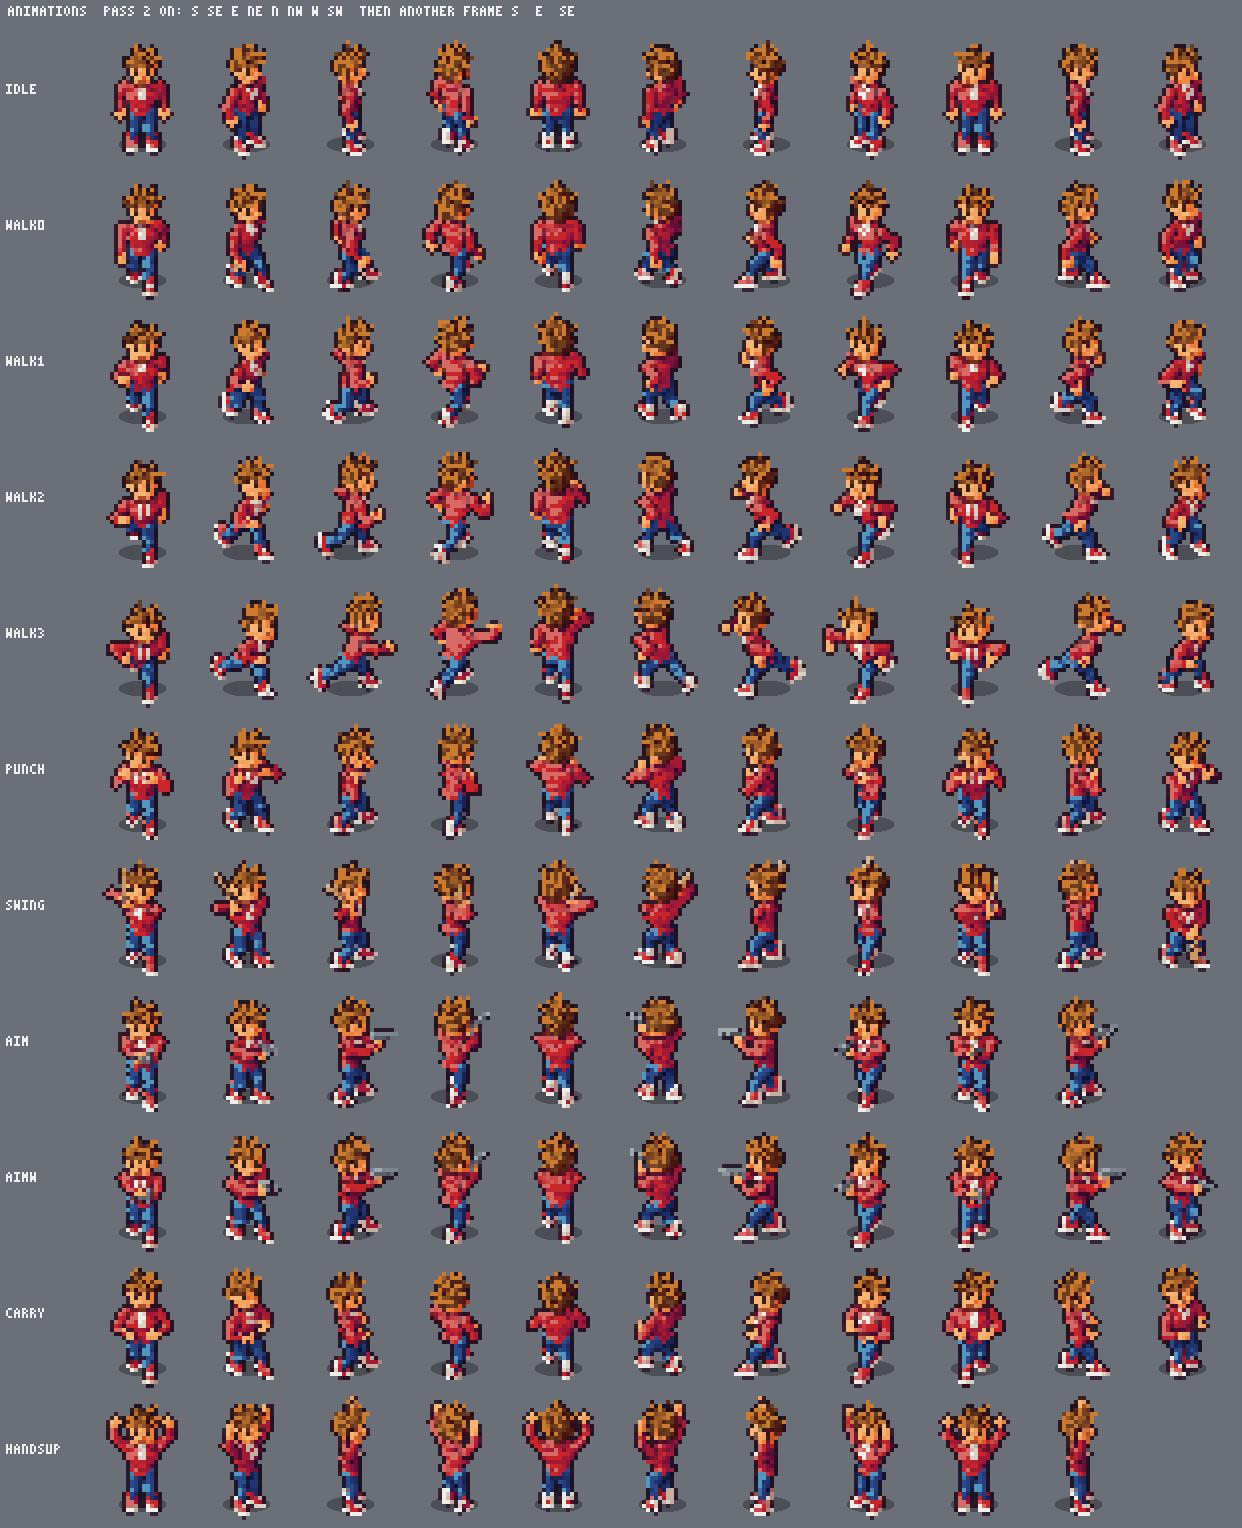 ANIMATIONS PASS 2 ON: S SE E NE N NW W SW THEN ANOTHER FRAME S E SE
IDLE
WALK0
WALK1
WALK2
WALK3
PUNCH
SWING
AIM
AIMW
CARRY
HANDSUP